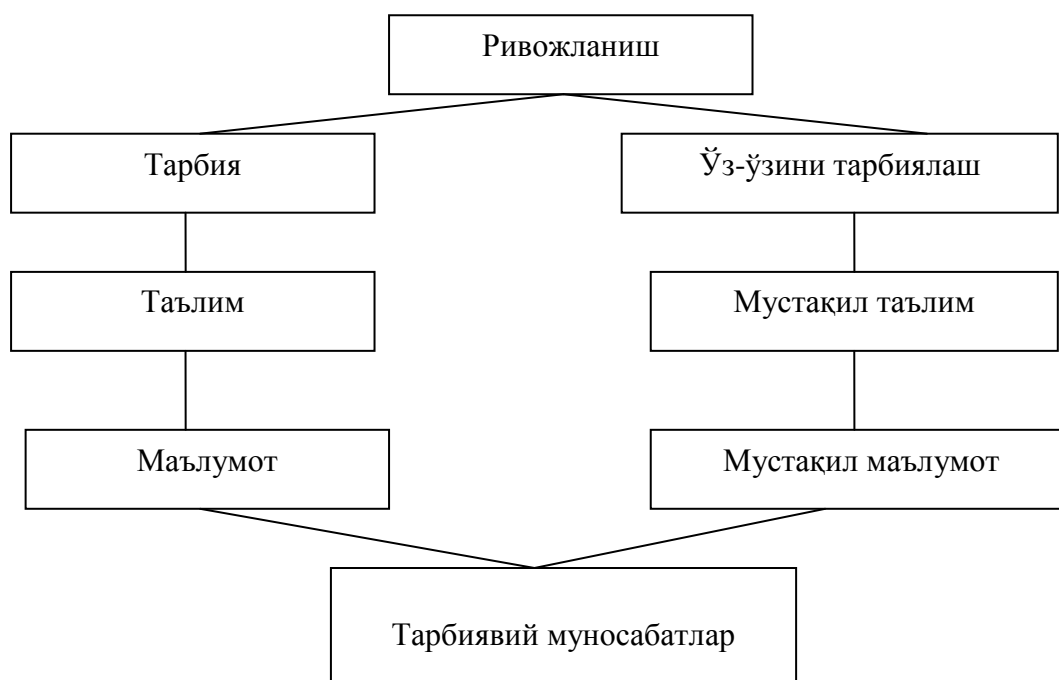 Ривожланиш
Тарбия
Ўз-ўзини тарбиялаш
Таълим
Мустақил таълим
Маълумот
Мустақил маълумот
Тарбиявий муносабатлар